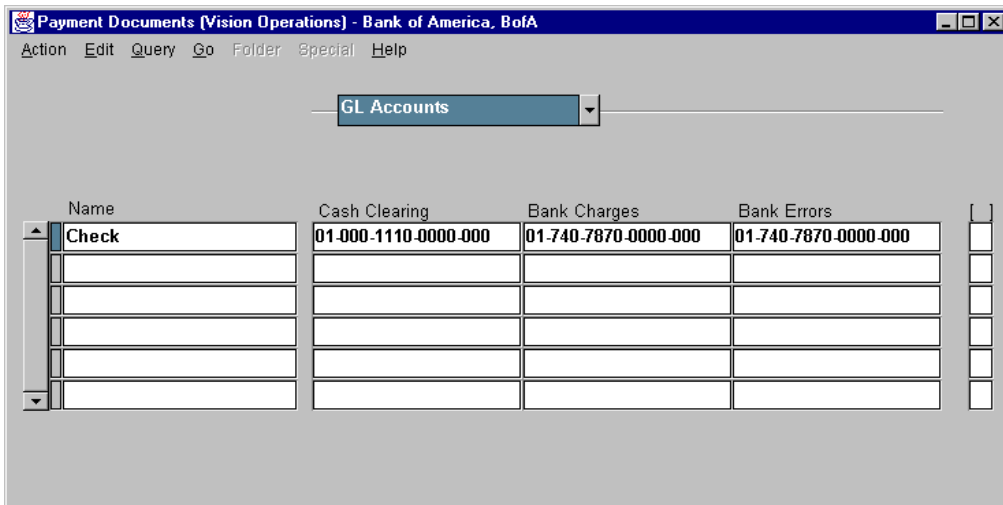 Payment Documents (Vision Operations) - Bank of America, BofA
Action Edit Query Go Folder Special Help
GL Accounts
Name Cash Clearing Bank Charges Bank Errors [ ]
Check 01-000-1110-0000-000 01-740-7870-0000-000 01-740-7870-0000-000